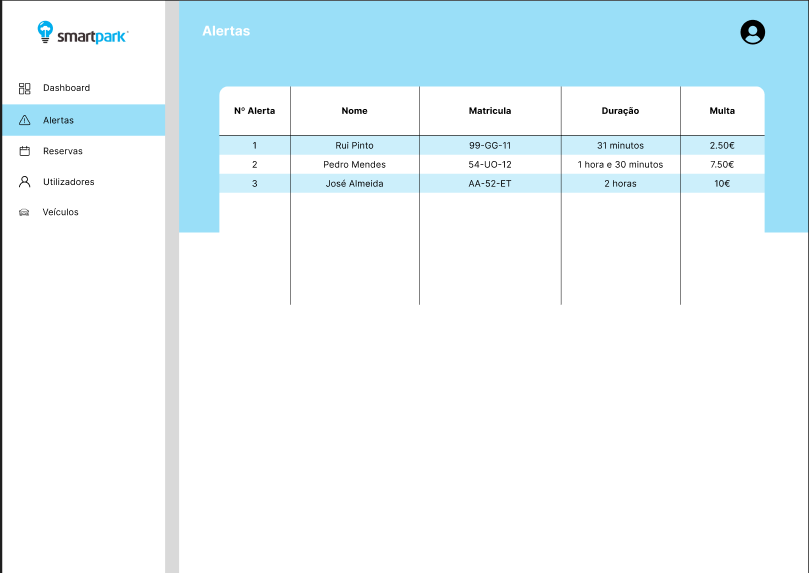 smartpark
Alertas
Dashboard
Alertas
Reservas
Utilizadores
Veículos
Nº Alerta Nome Matricula Duração Multa
1 Rui Pinto 99-GG-11 31 minutos 2.50€
2 Pedro Mendes 54-UO-12 1 hora e 30 minutos 7.50€
3 José Almeida AA-52-ET 2 horas 10€